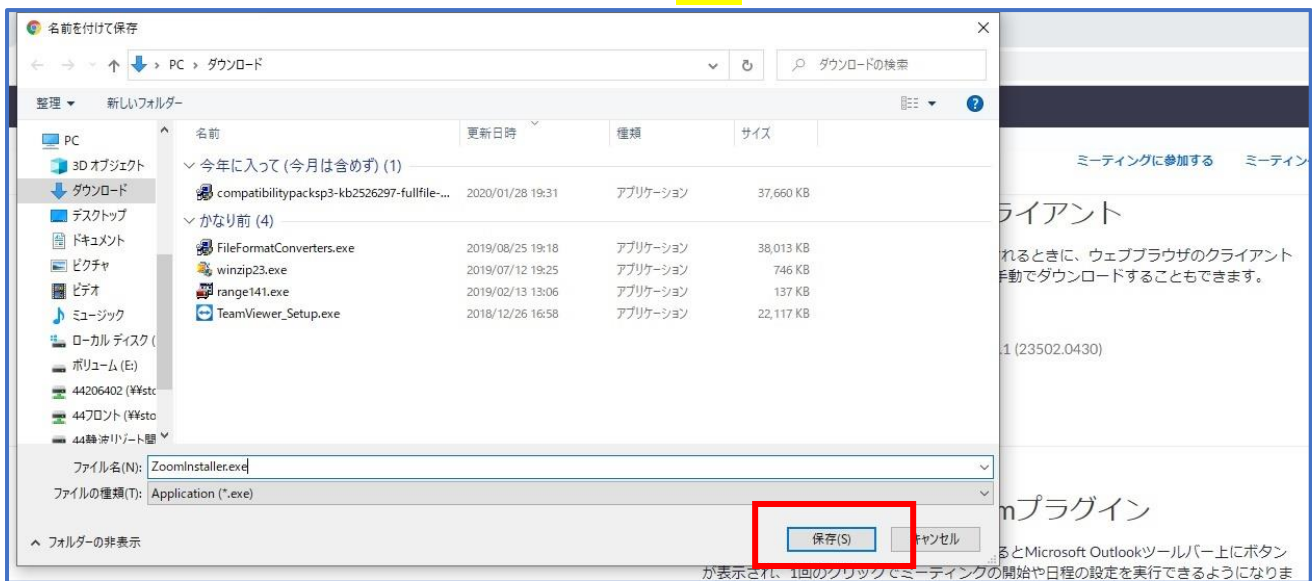 名前を付けて保存
PC › ダウンロード
ダウンロードの検索
整理
新しいフォルダー
PC
3D オブジェクト
ダウンロード
デスクトップ
ドキュメント
ピクチャ
ビデオ
ミュージック
ローカル ディスク (
ボリューム (E:)
44206402 (¥¥stc
44フロント (¥¥sto
44静波リゾート開
名前 更新日時 種類 サイズ
今年に入って (今月は含めず) (1)
compatibilitypacksp3-kb2526297-fullfile-... 2020/01/28 19:31 アプリケーション 37,660 KB
かなり前 (4)
FileFormatConverters.exe 2019/08/25 19:18 アプリケーション 38,013 KB
winzip23.exe 2019/07/12 19:25 アプリケーション 746 KB
range141.exe 2019/02/13 13:06 アプリケーション 137 KB
TeamViewer_Setup.exe 2018/12/26 16:58 アプリケーション 22,117 KB
ファイル名(N): ZoomInstaller.exe
ファイルの種類(T): Application (*.exe)
フォルダーの非表示
保存(S)
キャンセル
ミーティングに参加する ミーティン
ライアント
れるときに、ウェブブラウザのクライアント
手動でダウンロードすることもできます。
.1 (23502.0430)
mプラグイン
るとMicrosoft Outlookツールバー上にボタン
が表示され、1回のクリックでミーティングの開始や日程の設定を実行できるようになりま